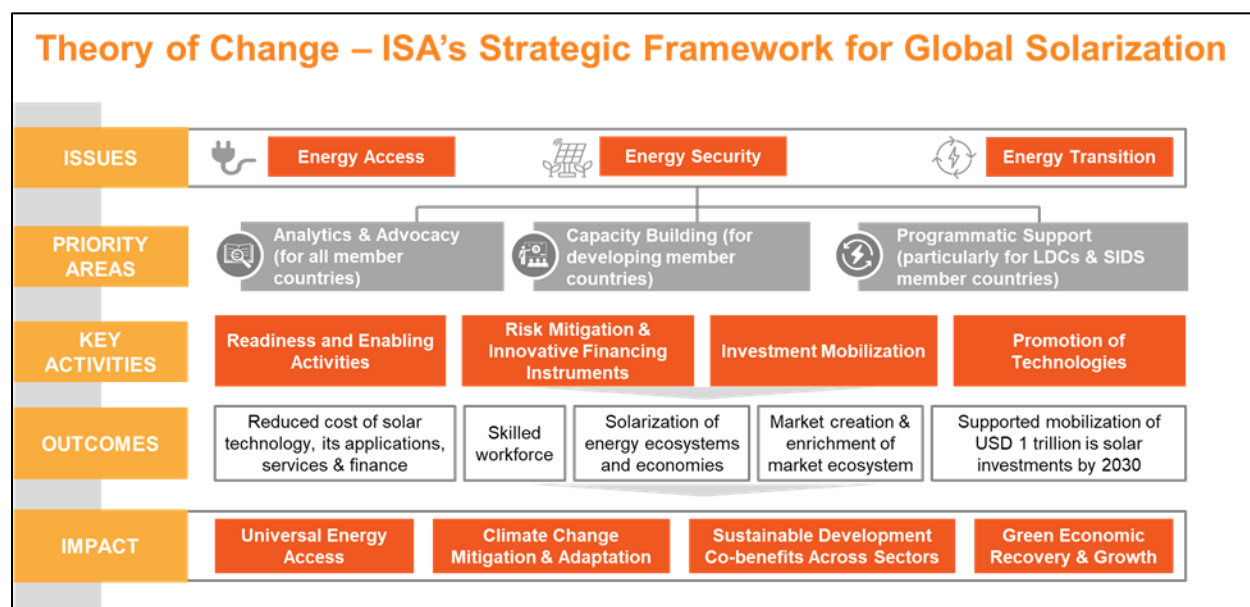 Theory of Change – ISA's Strategic Framework for Global Solarization
ISSUES
Energy Access
Energy Security
Energy Transition
PRIORITY
AREAS
Analytics & Advocacy
(for all member
countries)
Capacity Building (for
developing member
countries)
Programmatic Support
(particularly for LDCs & SIDS
member countries)
KEY
ACTIVITIES
Readiness and Enabling
Activities
Risk Mitigation &
Innovative Financing
Instruments
Investment Mobilization
Promotion of
Technologies
OUTCOMES
Reduced cost of solar
technology, its applications,
services & finance
Skilled
workforce
Solarization of
energy ecosystems
and economies
Market creation &
enrichment of
market ecosystem
Supported mobilization of
USD 1 trillion is solar
investments by 2030
IMPACT
Universal Energy
Access
Climate Change
Mitigation & Adaptation
Sustainable Development
Co-benefits Across Sectors
Green Economic
Recovery & Growth